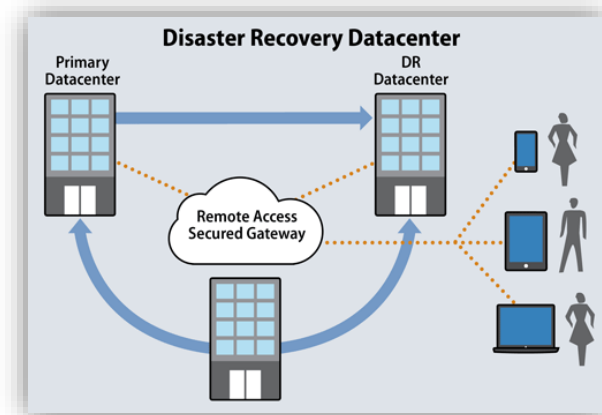 Disaster Recovery Datacenter
Primary
Datacenter
DR
Datacenter
Remote Access
Secured Gateway